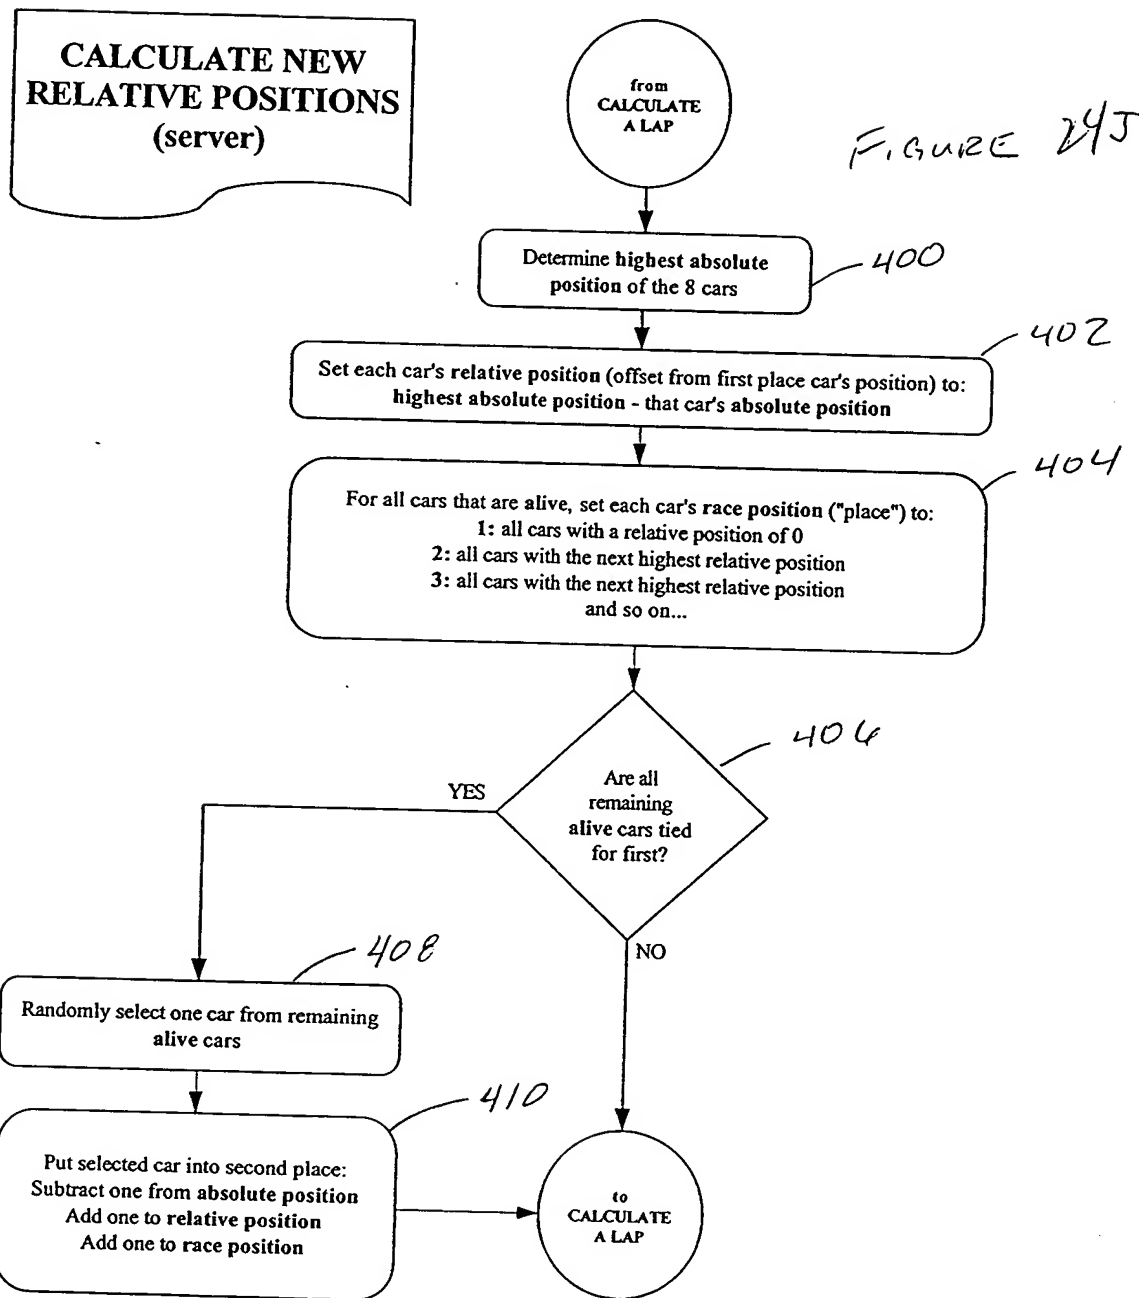 CALCULATE NEW
RELATIVE POSITIONS
(server)
from
CALCULATE
A LAP
FIGURE 24J
Determine highest absolute
position of the 8 cars
400
402
Set each car's relative position (offset from first place car's position) to:
highest absolute position - that car's absolute position
404
For all cars that are alive, set each car's race position ("place") to:
1: all cars with a relative position of 0
2: all cars with the next highest relative position
3: all cars with the next highest relative position
and so on...
406
Are all
remaining
alive cars tied
for first?
YES
NO
408
Randomly select one car from remaining
alive cars
410
Put selected car into second place:
Subtract one from absolute position
Add one to relative position
Add one to race position
to
CALCULATE
A LAP